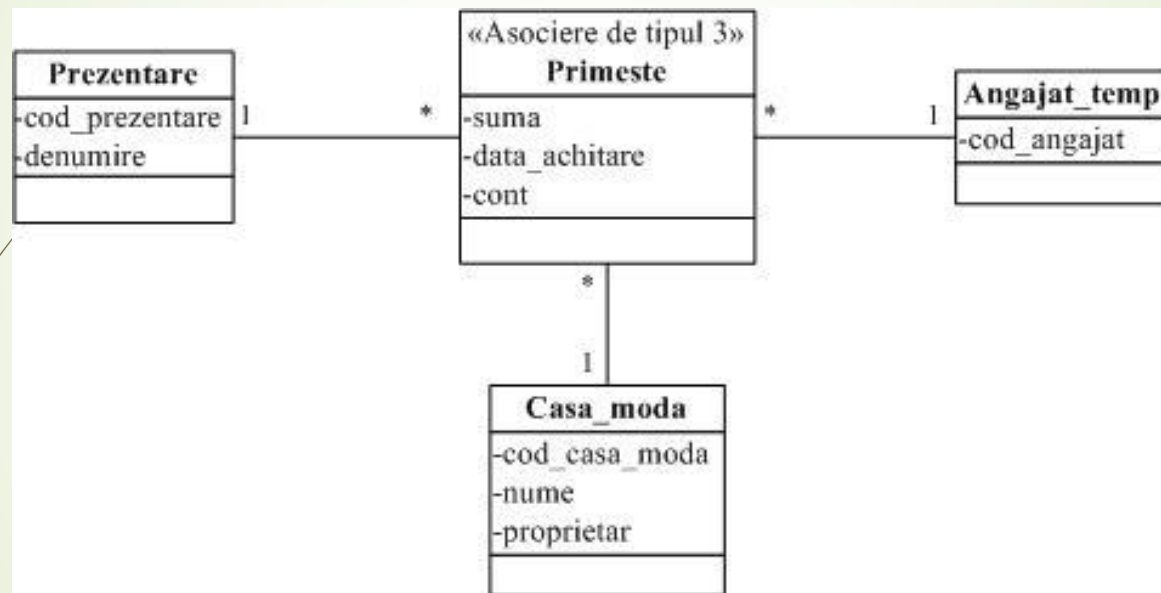 «Asociere de tipul 3»
Primeste
-suma
-data_achitare
-cont
Prezentare
-cod_prezentare
-denumire
1
*
*
1
Angajat_temp
-cod_angajat
*
1
Casa_moda
-cod_casa_moda
-nume
-proprietar